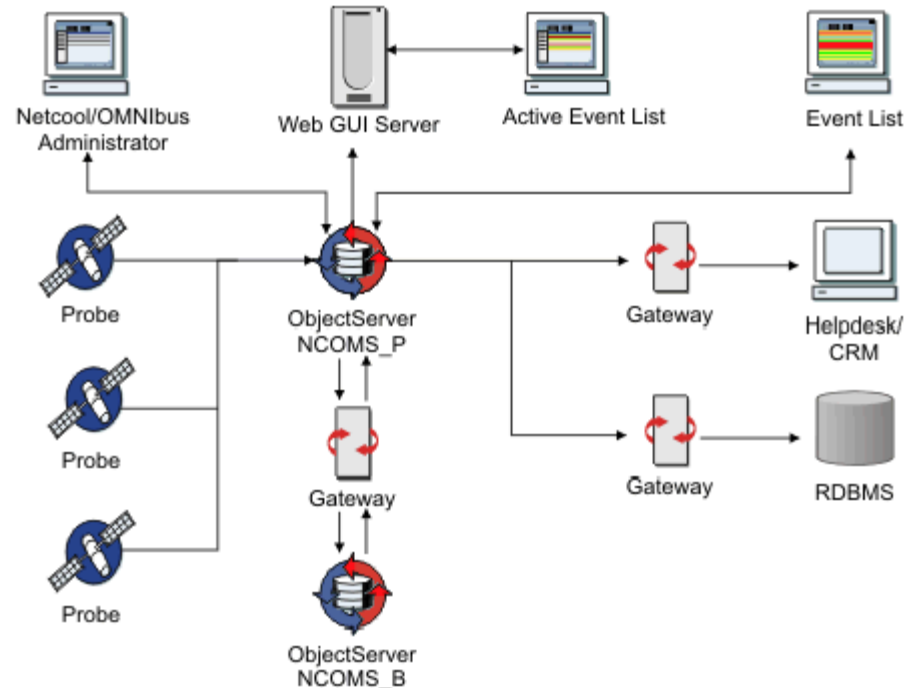 Netcool/OMNIbus
Administrator
Web GUI Server
Active Event List
Event List
Probe
ObjectServer
NCOMS_P
Gateway
Helpdesk/
CRM
Probe
Gateway
Gateway
RDBMS
Probe
ObjectServer
NCOMS_B